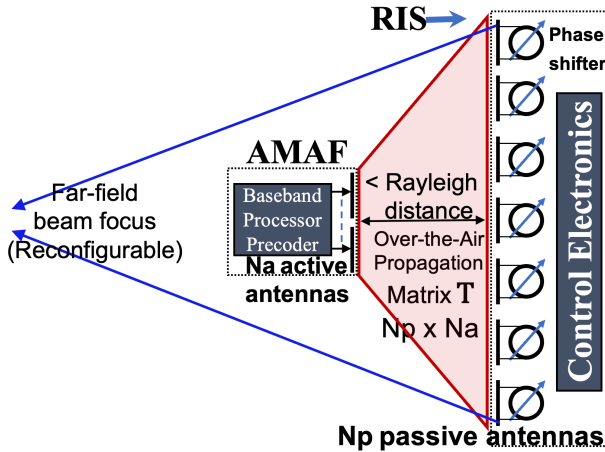 RIS
Phase
shifter
AMAF
Baseband
Processor
Precoder
Na active
antennas
< Rayleigh
distance
Over-the-Air
Propagation
Matrix T
Np x Na
Far-field
beam focus
(Reconfigurable)
Control Electronics
Np passive antennas